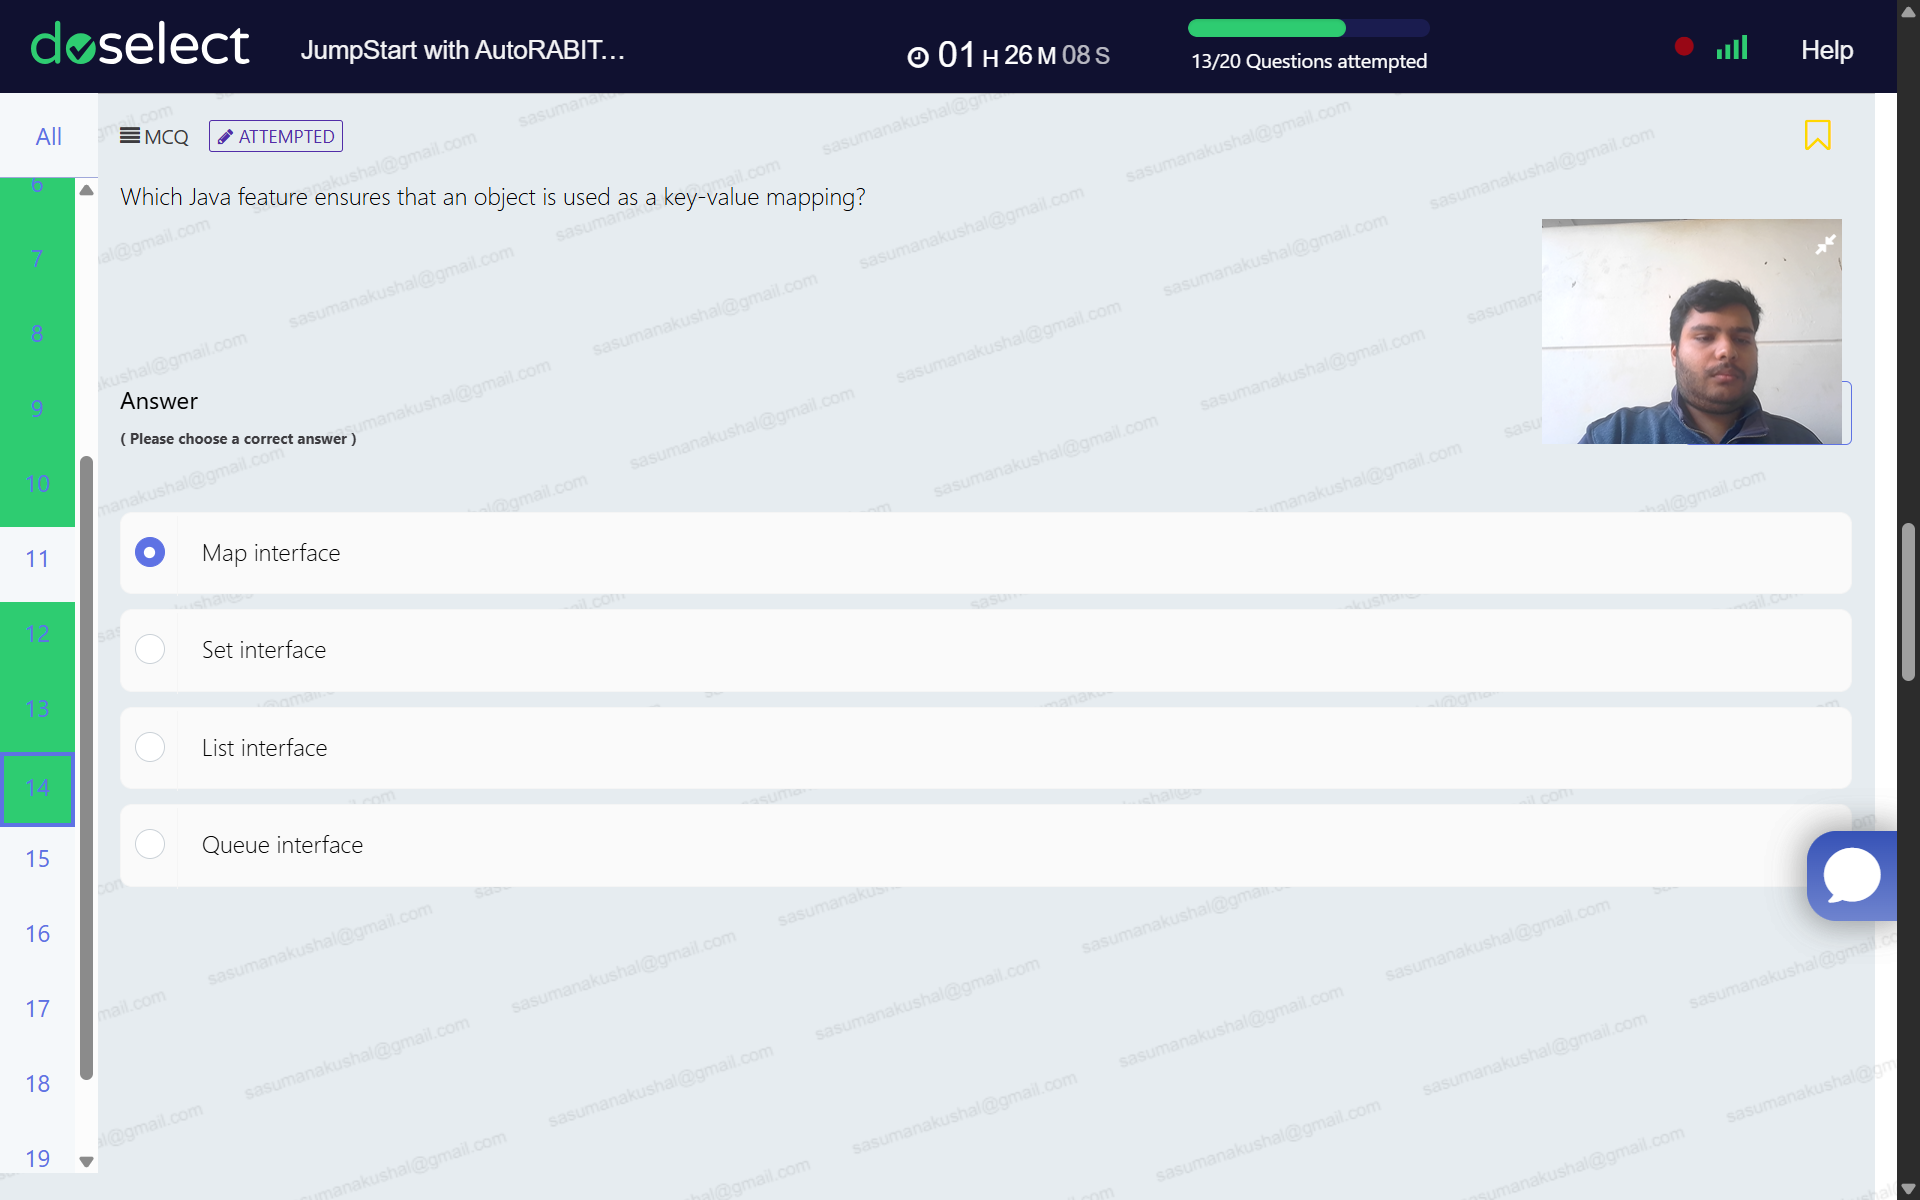 doselect
JumpStart with AutoRABIT...
01 H 26 M 08 S
13/20 Questions attempted
Help
All
MCQ
ATTEMPTED
Which Java feature ensures that an object is used as a key-value mapping?
6
7
8
9
10
11
12
13
14
15
16
17
18
19
Answer
( Please choose a correct answer )
Map interface
Set interface
List interface
Queue interface
sasumanakushal@gmail.com